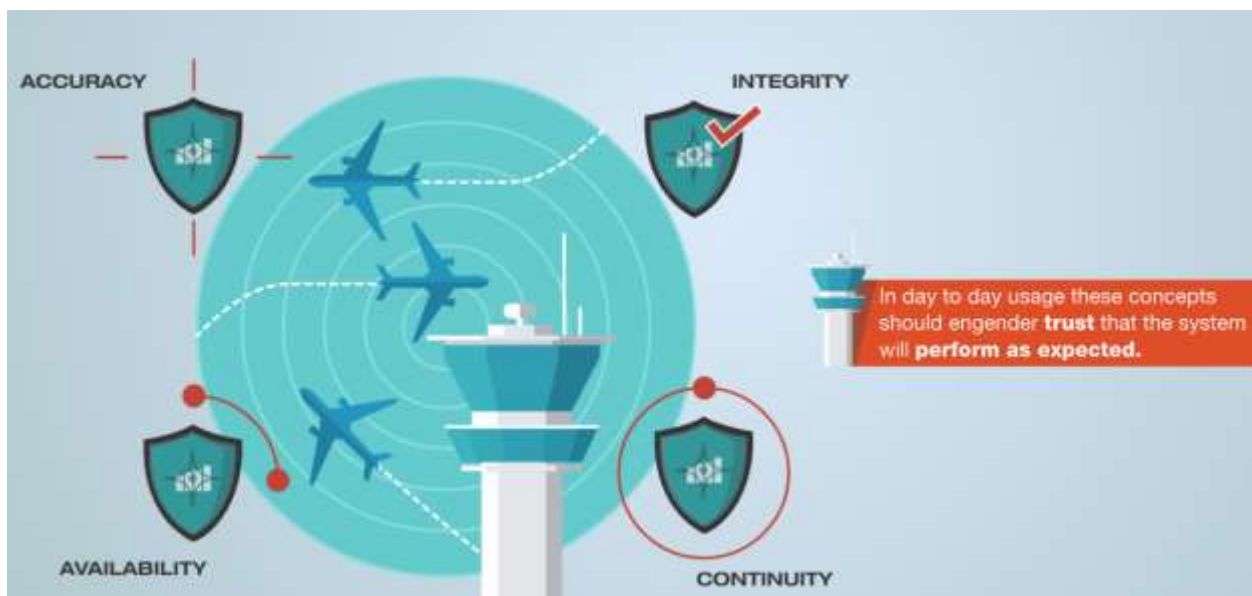 ACCURACY
INTEGRITY
In day to day usage these concepts
should engender trust that the system
will perform as expected.
AVAILABILITY
CONTINUITY